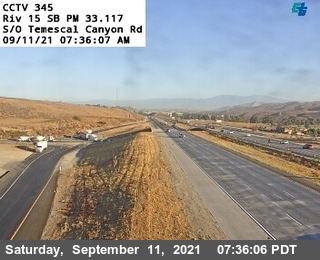 CCTV 345
Riv 15 SB PM 33.117
S/O Temescal Canyon Rd
09/11/21 07:36:07 AM
Saturday, September 11, 2021 07:36:06 PDT